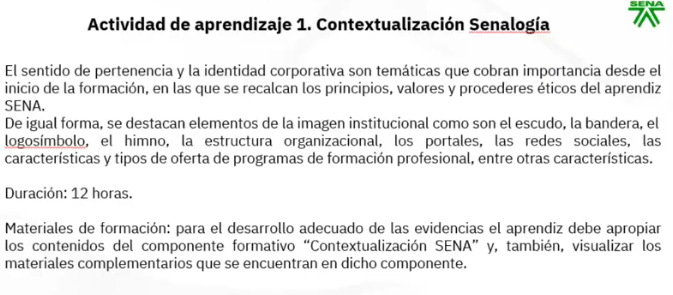 SENA
Actividad de aprendizaje 1. Contextualización Senalogía
El sentido de pertenencia y la identidad corporativa son temáticas que cobran importancia desde el
inicio de la formación, en las que se recalcan los principios, valores y procederes éticos del aprendiz
SENA.
De igual forma, se destacan elementos de la imagen institucional como son el escudo, la bandera, el
logosímbolo, el himno, la estructura organizacional, los portales, las redes sociales, las
características y tipos de oferta de programas de formación profesional, entre otras características.
Duración: 12 horas.
Materiales de formación: para el desarrollo adecuado de las evidencias el aprendiz debe apropiar
los contenidos del componente formativo “Contextualización SENA” y, también, visualizar los
materiales complementarios que se encuentran en dicho componente.